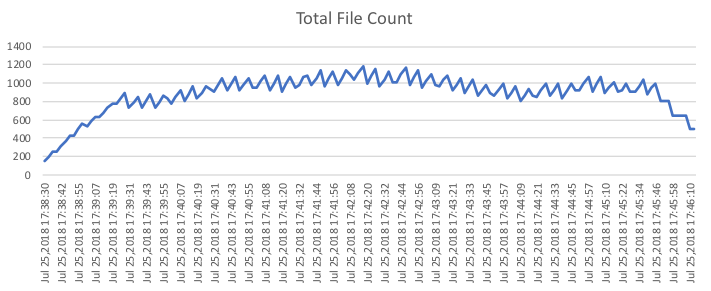 Total File Count
1400
1200
1000
800
600
400
200
0
Jul 25,2018 17:38:30
Jul 25,2018 17:38:42
Jul 25,2018 17:38:55
Jul 25,2018 17:39:07
Jul 25,2018 17:39:19
Jul 25,2018 17:39:31
Jul 25,2018 17:39:43
Jul 25,2018 17:39:55
Jul 25,2018 17:40:07
Jul 25,2018 17:40:19
Jul 25,2018 17:40:31
Jul 25,2018 17:40:43
Jul 25,2018 17:40:55
Jul 25,2018 17:41:08
Jul 25,2018 17:41:20
Jul 25,2018 17:41:32
Jul 25,2018 17:41:44
Jul 25,2018 17:41:56
Jul 25,2018 17:42:08
Jul 25,2018 17:42:20
Jul 25,2018 17:42:32
Jul 25,2018 17:42:44
Jul 25,2018 17:42:56
Jul 25,2018 17:43:09
Jul 25,2018 17:43:21
Jul 25,2018 17:43:33
Jul 25,2018 17:43:45
Jul 25,2018 17:43:57
Jul 25,2018 17:44:09
Jul 25,2018 17:44:21
Jul 25,2018 17:44:33
Jul 25,2018 17:44:45
Jul 25,2018 17:44:57
Jul 25,2018 17:45:10
Jul 25,2018 17:45:22
Jul 25,2018 17:45:34
Jul 25,2018 17:45:46
Jul 25,2018 17:45:58
Jul 25,2018 17:46:10